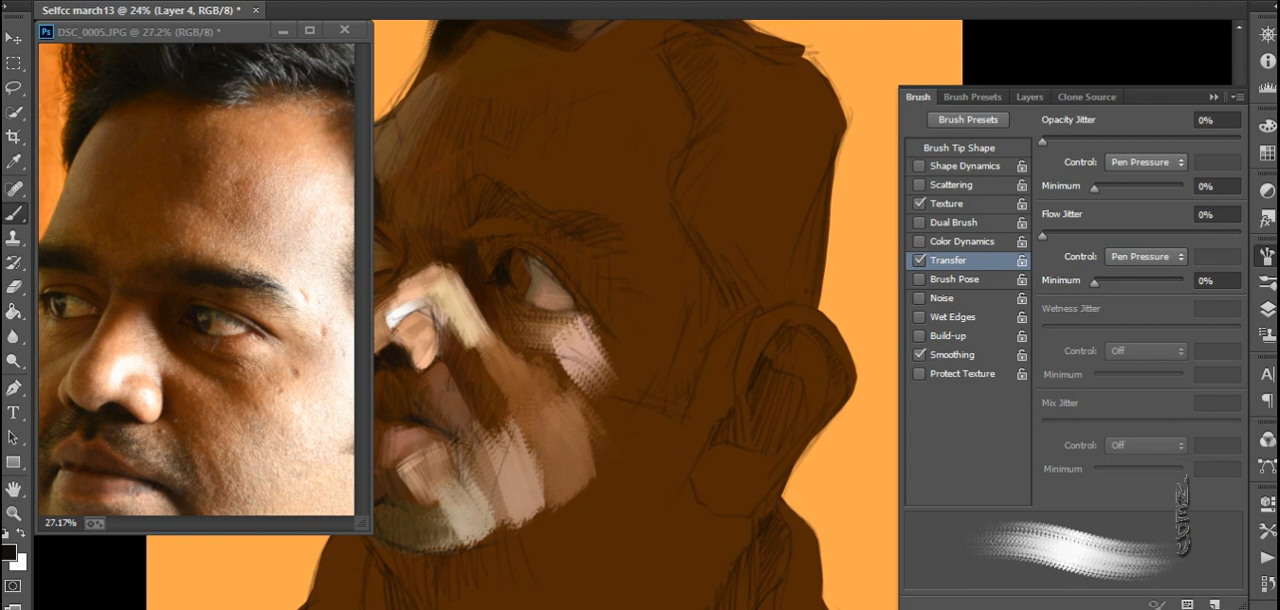 Selfcc march13 @ 24% (Layer 4, RGB/8) * ×
Ps DSC_0005.JPG @ 27.2% (RGB/8) *
Brush Brush Presets Layers Clone Source
Brush Presets
Opacity Jitter 0%
Brush Tip Shape
Control: Pen Pressure
Shape Dynamics
Scattering
Minimum 0%
Texture
Flow Jitter 0%
Dual Brush
Color Dynamics
Transfer
Control: Pen Pressure
Brush Pose
Minimum 0%
Noise
Wetness Jitter
Wet Edges
Build-up
Smoothing
Control: Off
Protect Texture
Minimum
Mix Jitter
Control: Off
Minimum
27.17%